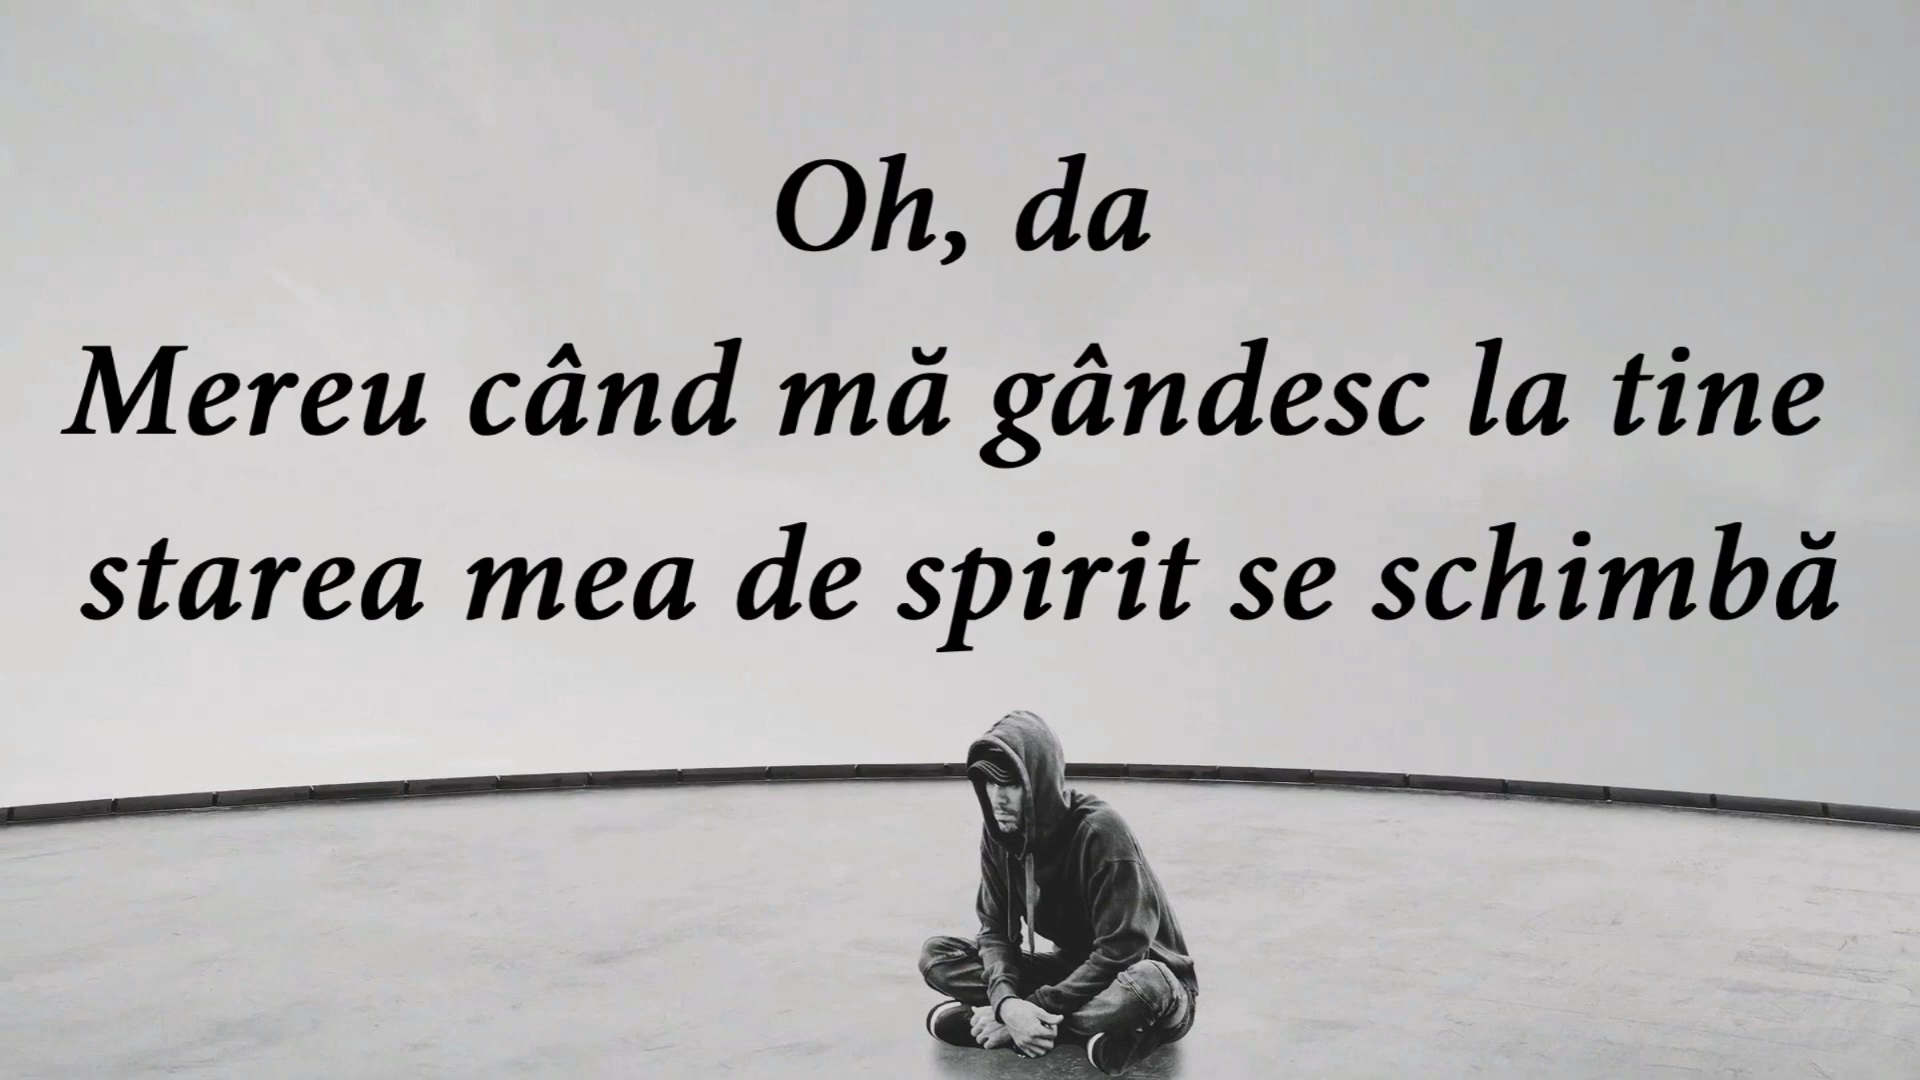 Oh, da
Mereu când mă gândesc la tine
starea mea de spirit se schimbă